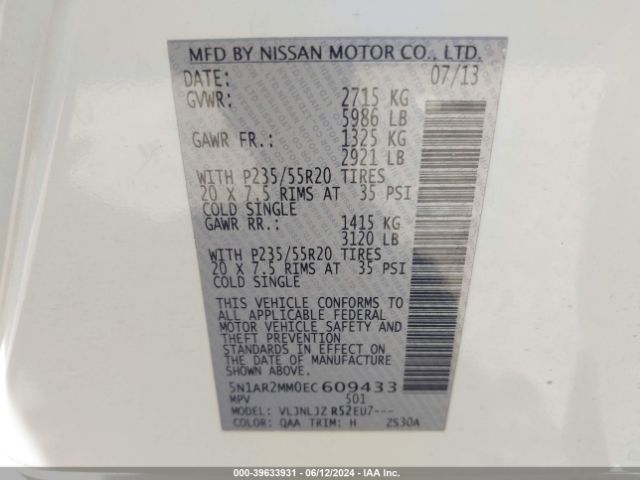 MFD BY NISSAN MOTOR CO., LTD.
DATE: 07/13
GVWR: 2715 KG
5986 LB
GAWR FR.: 1325 KG
2921 LB
WITH P235/55R20 TIRES
20 X 7.5 RIMS AT 35 PSI
COLD SINGLE
GAWR RR.: 1415 KG
3120 LB
WITH P235/55R20 TIRES
20 X 7.5 RIMS AT 35 PSI
COLD SINGLE
THIS VEHICLE CONFORMS TO
ALL APPLICABLE FEDERAL
MOTOR VEHICLE SAFETY AND
THEFT PREVENTION
STANDARDS IN EFFECT ON
THE DATE OF MANUFACTURE
SHOWN ABOVE.
5N1AR2MM0EC609433
MPV S01
MODEL: VLJNLJZ R52EU7---
COLOR: QAA TRIM: H ZS30A
000-39633931 - 06/12/2024 - IAA Inc.